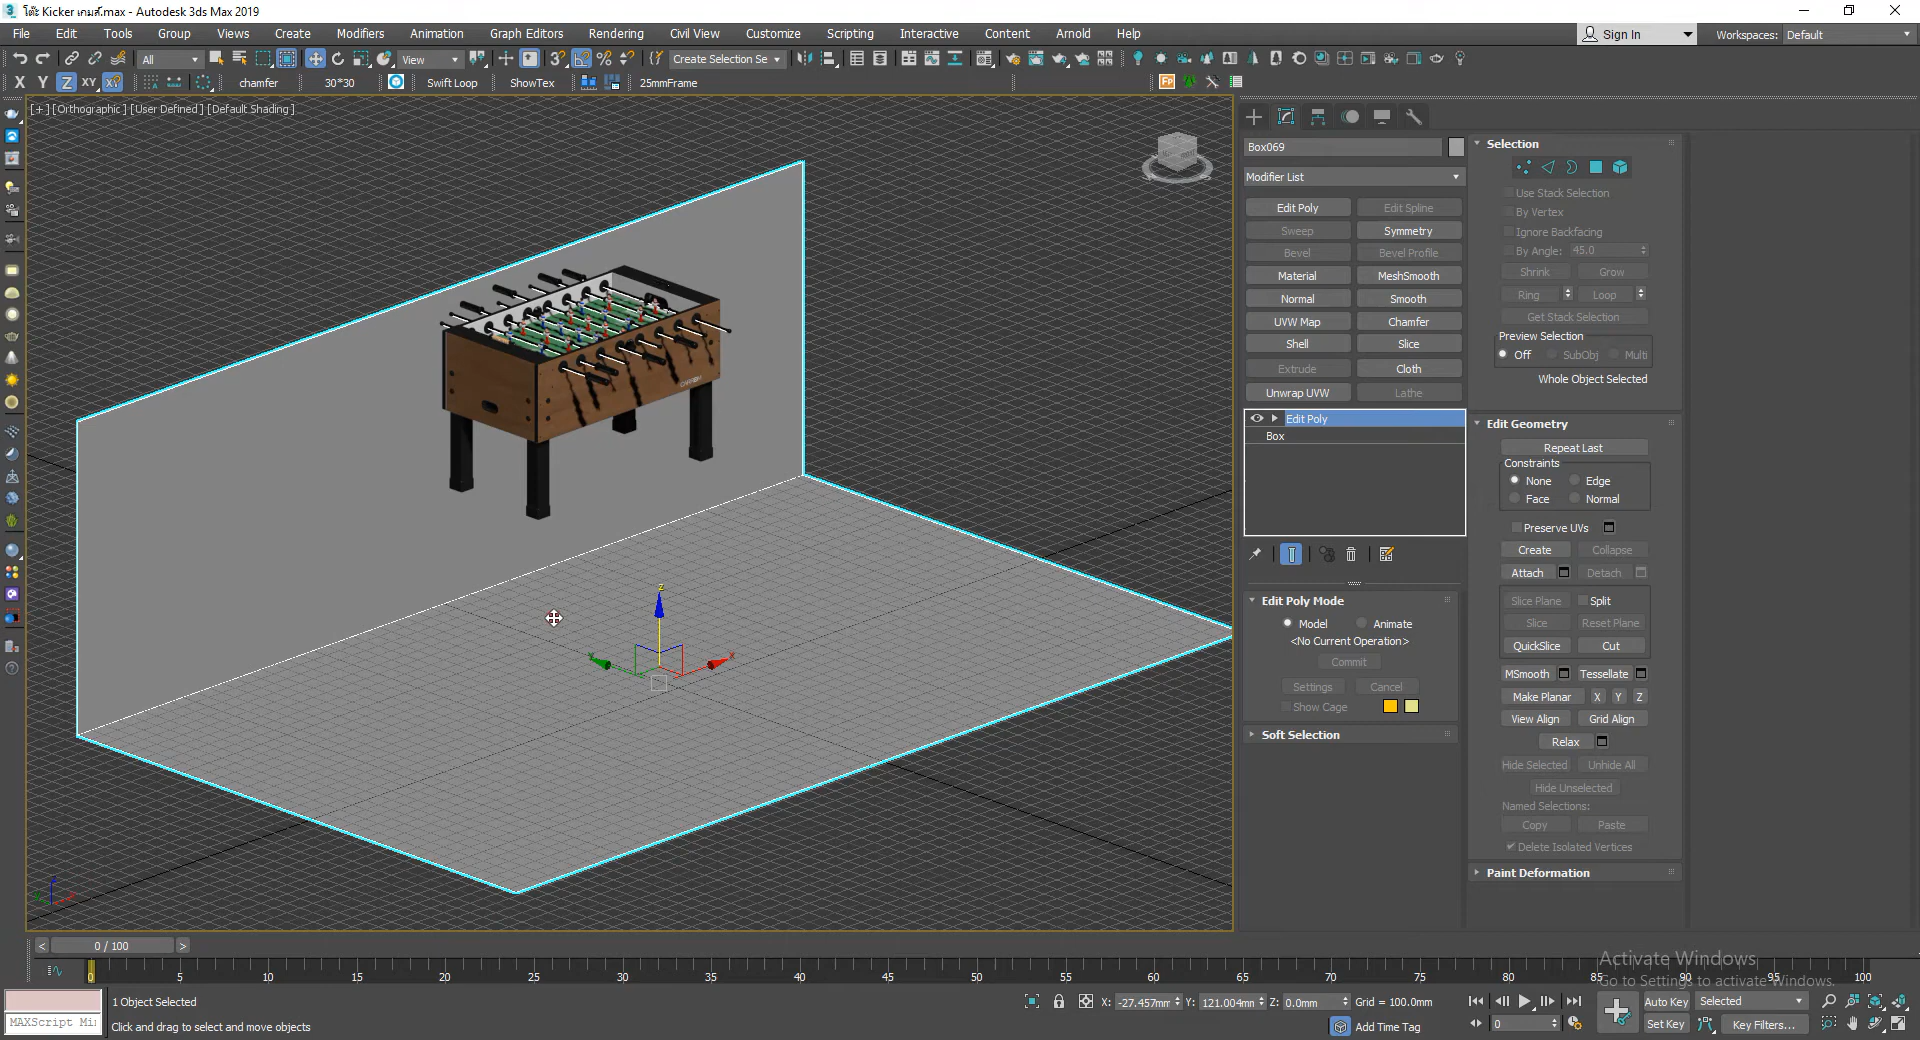 โต๊ะ Kicker เกมส์.max - Autodesk 3ds Max 2019
File Edit Tools Group Views Create Modifiers Animation Graph Editors Rendering Civil View Customize Scripting Interactive Content Arnold Help
Sign In Workspaces: Default
All View Create Selection Se
X Y Z XY chamfer 30*30 Swift Loop ShowTex 25mmFrame
[+] [Orthographic] [User Defined] [Default Shading]
Box069
Modifier List
Edit Poly Edit Spline
Sweep Symmetry
Bevel Bevel Profile
Material MeshSmooth
Normal Smooth
UVW Map Chamfer
Shell Slice
Extrude Cloth
Unwrap UVW Lathe
Edit Poly
Box
Edit Poly Mode
Model Animate
<No Current Operation>
Commit
Settings Cancel
Show Cage
Soft Selection
Selection
Use Stack Selection
By Vertex
Ignore Backfacing
By Angle: 45.0
Shrink Grow
Ring Loop
Get Stack Selection
Preview Selection
Off SubObj Multi
Whole Object Selected
Edit Geometry
Repeat Last
Constraints
None Edge
Face Normal
Preserve UVs
Create Collapse
Attach Detach
Slice Plane Split
Slice Reset Plane
QuickSlice Cut
MSmooth Tessellate
Make Planar X Y Z
View Align Grid Align
Relax
Hide Selected Unhide All
Hide Unselected
Named Selections:
Copy Paste
Delete Isolated Vertices
Paint Deformation
z
x
< 0 / 100 >
0 5 10 15 20 25 30 35 40 45 50 55 60 65 70 75 80 85 90 95 100
Activate Windows
Go to Settings to activate Windows.
1 Object Selected
X: -27.457mm Y: 121.004mm Z: 0.0mm Grid = 100.0mm
Auto Key Selected
MAXScript Mi
Click and drag to select and move objects
Add Time Tag
0
Set Key Key Filters...